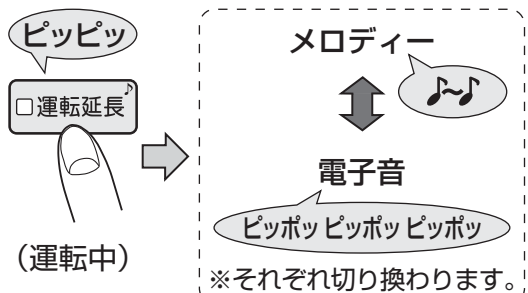 ピッピッ
□運転延長♪
(運転中)
メロディー
♪~♪
電子音
ピッポッ ピッポッ ピッポッ
※それぞれ切り換わります。